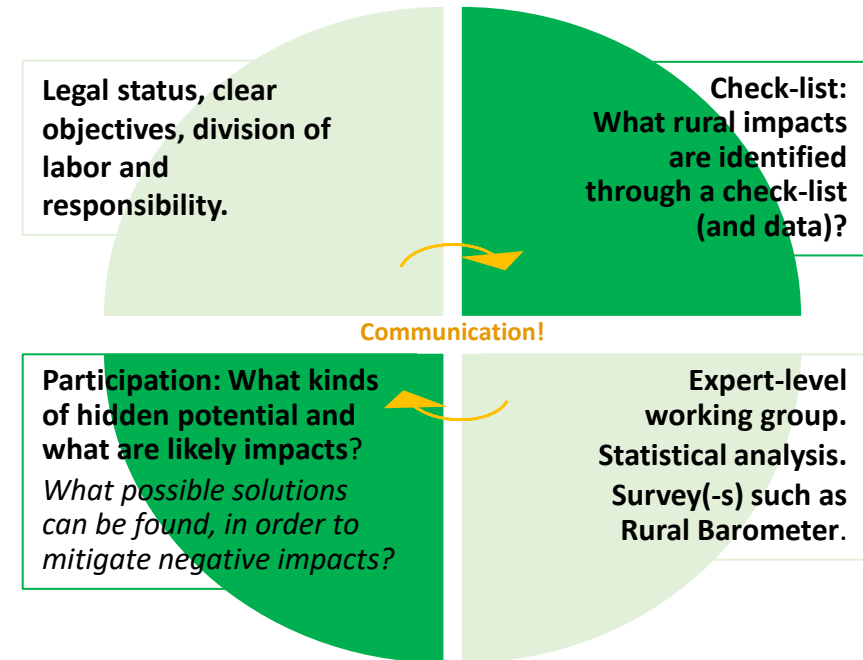 Legal status, clear
objectives, division of
labor and
responsibility.
Check-list:
What rural impacts
are identified
through a check-list
(and data)?
Communication!
Participation: What kinds
of hidden potential and
what are likely impacts?
What possible solutions
can be found, in order to
mitigate negative impacts?
Expert-level
working group.
Statistical analysis.
Survey(-s) such as
Rural Barometer.